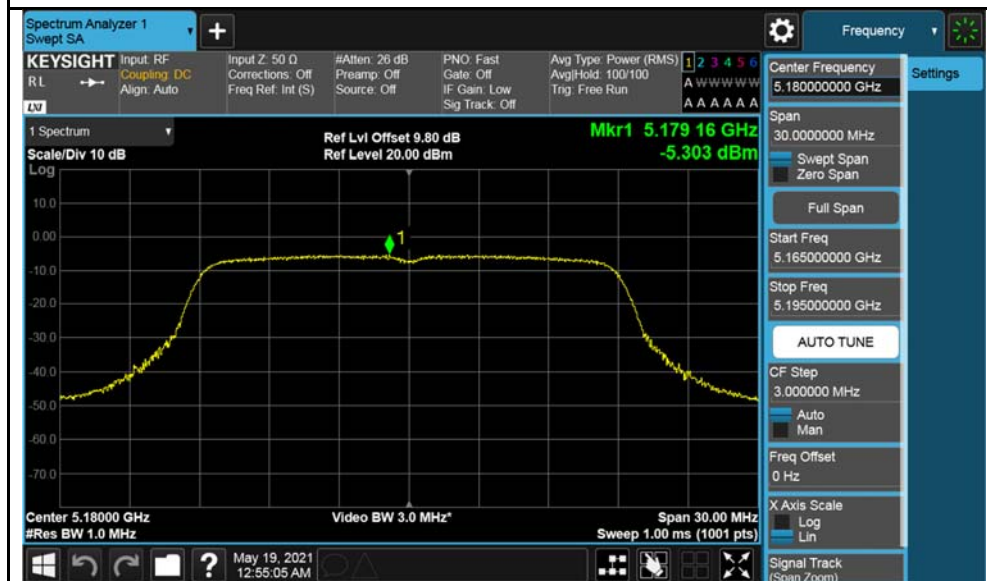 Spectrum Analyzer 1
Swept SA
Frequency
KEYSIGHT
RL
LXI
Input: RF
Coupling: DC
Align: Auto
Input Z: 50 Ω
Corrections: Off
Freq Ref: Int (S)
#Atten: 26 dB
Preamp: Off
Source: Off
PNO: Fast
Gate: Off
IF Gain: Low
Sig Track: Off
Avg Type: Power (RMS)
Avg|Hold: 100/100
Trig: Free Run
1 2 3 4 5 6
A W W W W W
A A A A A A
1 Spectrum
Scale/Div 10 dB
Log
Ref Lvl Offset 9.80 dB
Ref Level 20.00 dBm
Mkr1 5.179 16 GHz
-5.303 dBm
10.0
0.00
-10.0
-20.0
-30.0
-40.0
-50.0
-60.0
-70.0
1
Center 5.18000 GHz
#Res BW 1.0 MHz
Video BW 3.0 MHz*
Span 30.00 MHz
Sweep 1.00 ms (1001 pts)
?
May 19, 2021
12:55:05 AM
Center Frequency
5.180000000 GHz
Settings
Span
30.0000000 MHz
Swept Span
Zero Span
Full Span
Start Freq
5.165000000 GHz
Stop Freq
5.195000000 GHz
AUTO TUNE
CF Step
3.000000 MHz
Auto
Man
Freq Offset
0 Hz
X Axis Scale
Log
Lin
Signal Track
(Span Zoom)